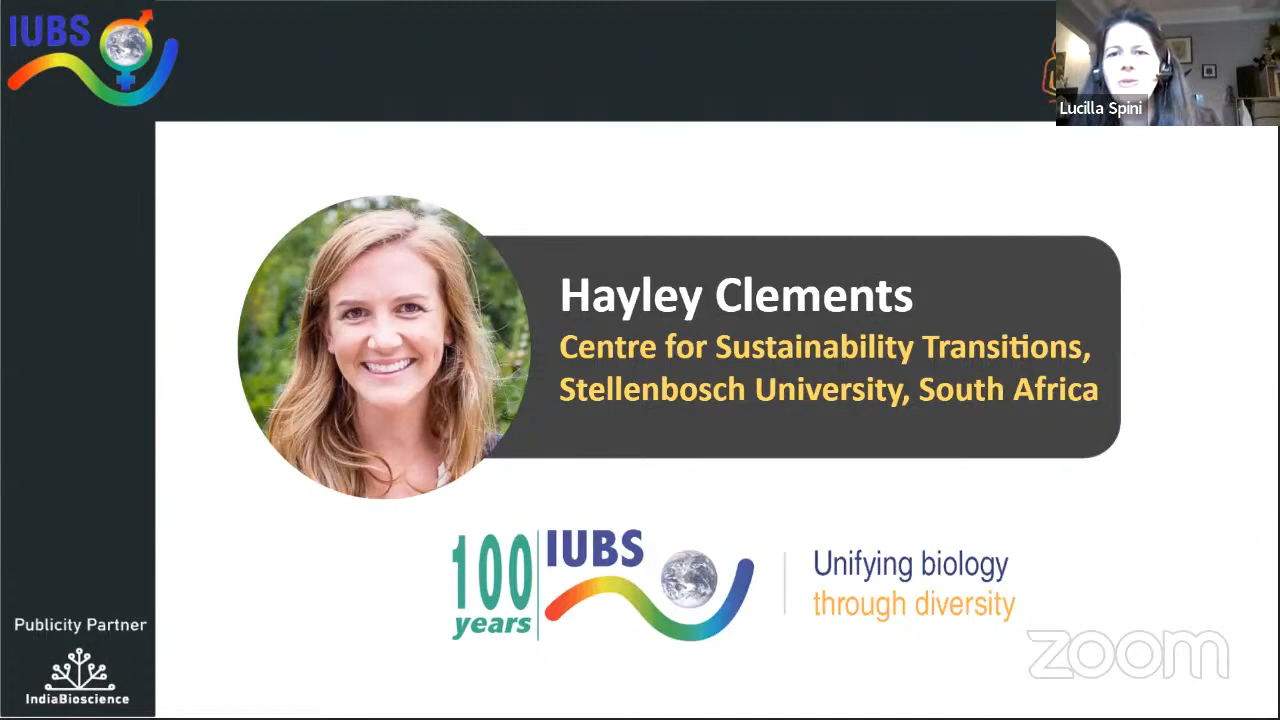 IUBS
Lucilla Spini
Hayley Clements
Centre for Sustainability Transitions,
Stellenbosch University, South Africa
100
years
IUBS
Unifying biology
through diversity
zoom
Publicity Partner
IndiaBioscience